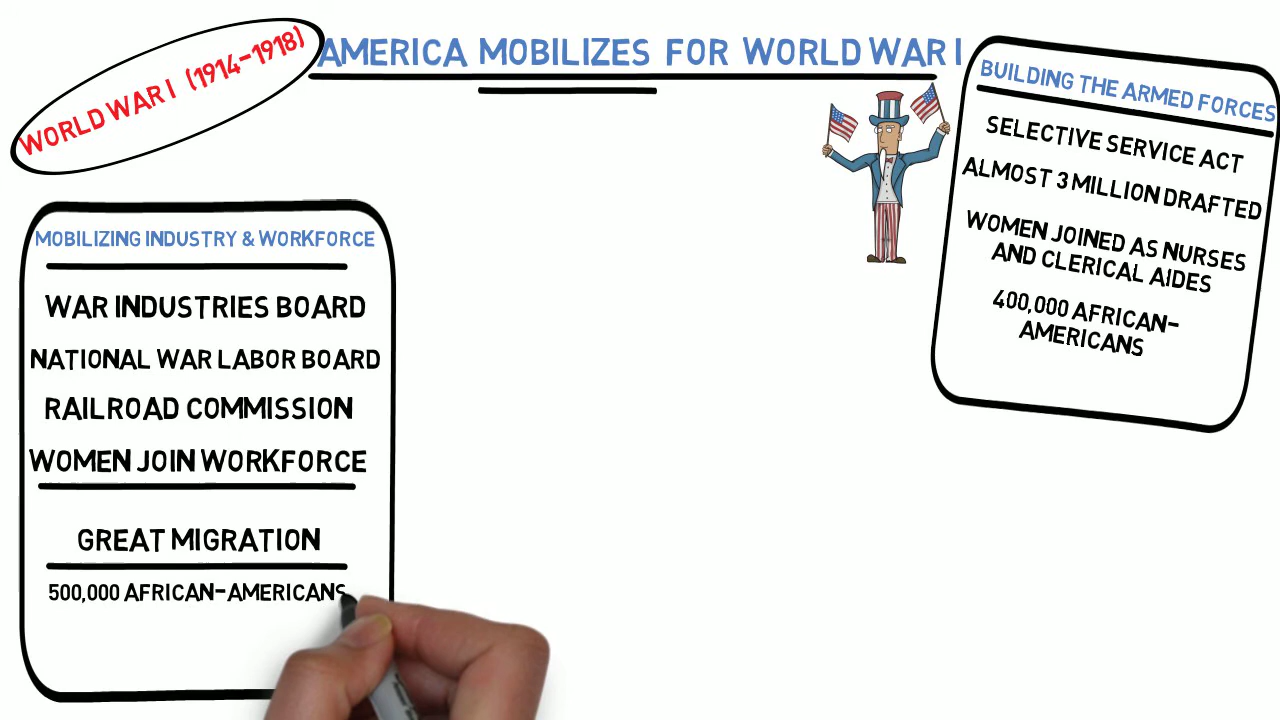 WORLD WAR I (1914-1918)
AMERICA MOBILIZES FOR WORLD WAR I
BUILDING THE ARMED FORCES
SELECTIVE SERVICE ACT
ALMOST 3 MILLION DRAFTED
WOMEN JOINED AS NURSES
AND CLERICAL AIDES
400,000 AFRICAN-
AMERICANS
MOBILIZING INDUSTRY & WORKFORCE
WAR INDUSTRIES BOARD
NATIONAL WAR LABOR BOARD
RAILROAD COMMISSION
WOMEN JOIN WORKFORCE
GREAT MIGRATION
500,000 AFRICAN-AMERICANS